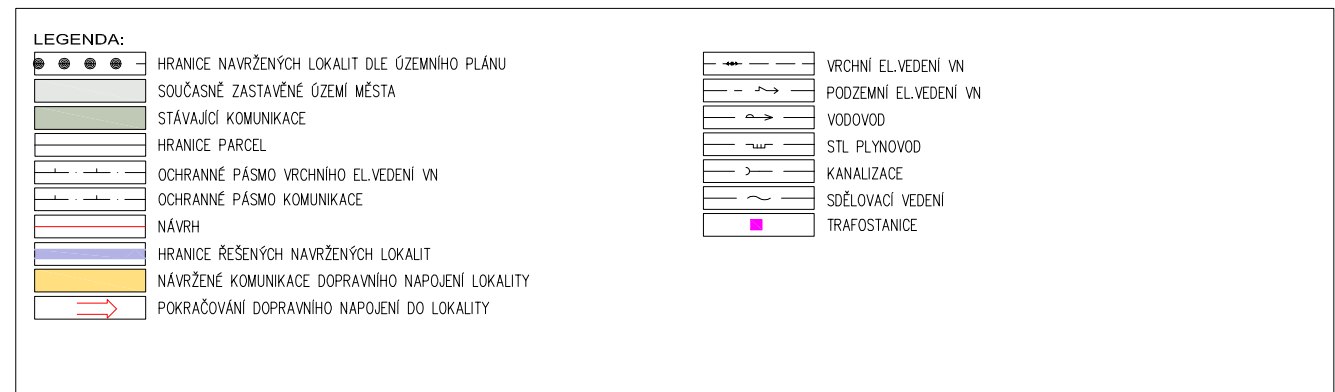 LEGENDA:
HRANICE NAVRŽENÝCH LOKALIT DLE ÚZEMNÍHO PLÁNU
SOUČASNĚ ZASTAVĚNÉ ÚZEMÍ MĚSTA
STÁVAJÍCÍ KOMUNIKACE
HRANICE PARCEL
OCHRANNÉ PÁSMO VRCHNÍHO EL.VEDENÍ VN
OCHRANNÉ PÁSMO KOMUNIKACE
NÁVRH
HRANICE ŘEŠENÝCH NAVRŽENÝCH LOKALIT
NÁVRŽENÉ KOMUNIKACE DOPRAVNÍHO NAPOJENÍ LOKALITY
POKRAČOVÁNÍ DOPRAVNÍHO NAPOJENÍ DO LOKALITY
VRCHNÍ EL.VEDENÍ VN
PODZEMNÍ EL.VEDENÍ VN
VODOVOD
STL PLYNOVOD
KANALIZACE
SDĚLOVACÍ VEDENÍ
TRAFOSTANICE